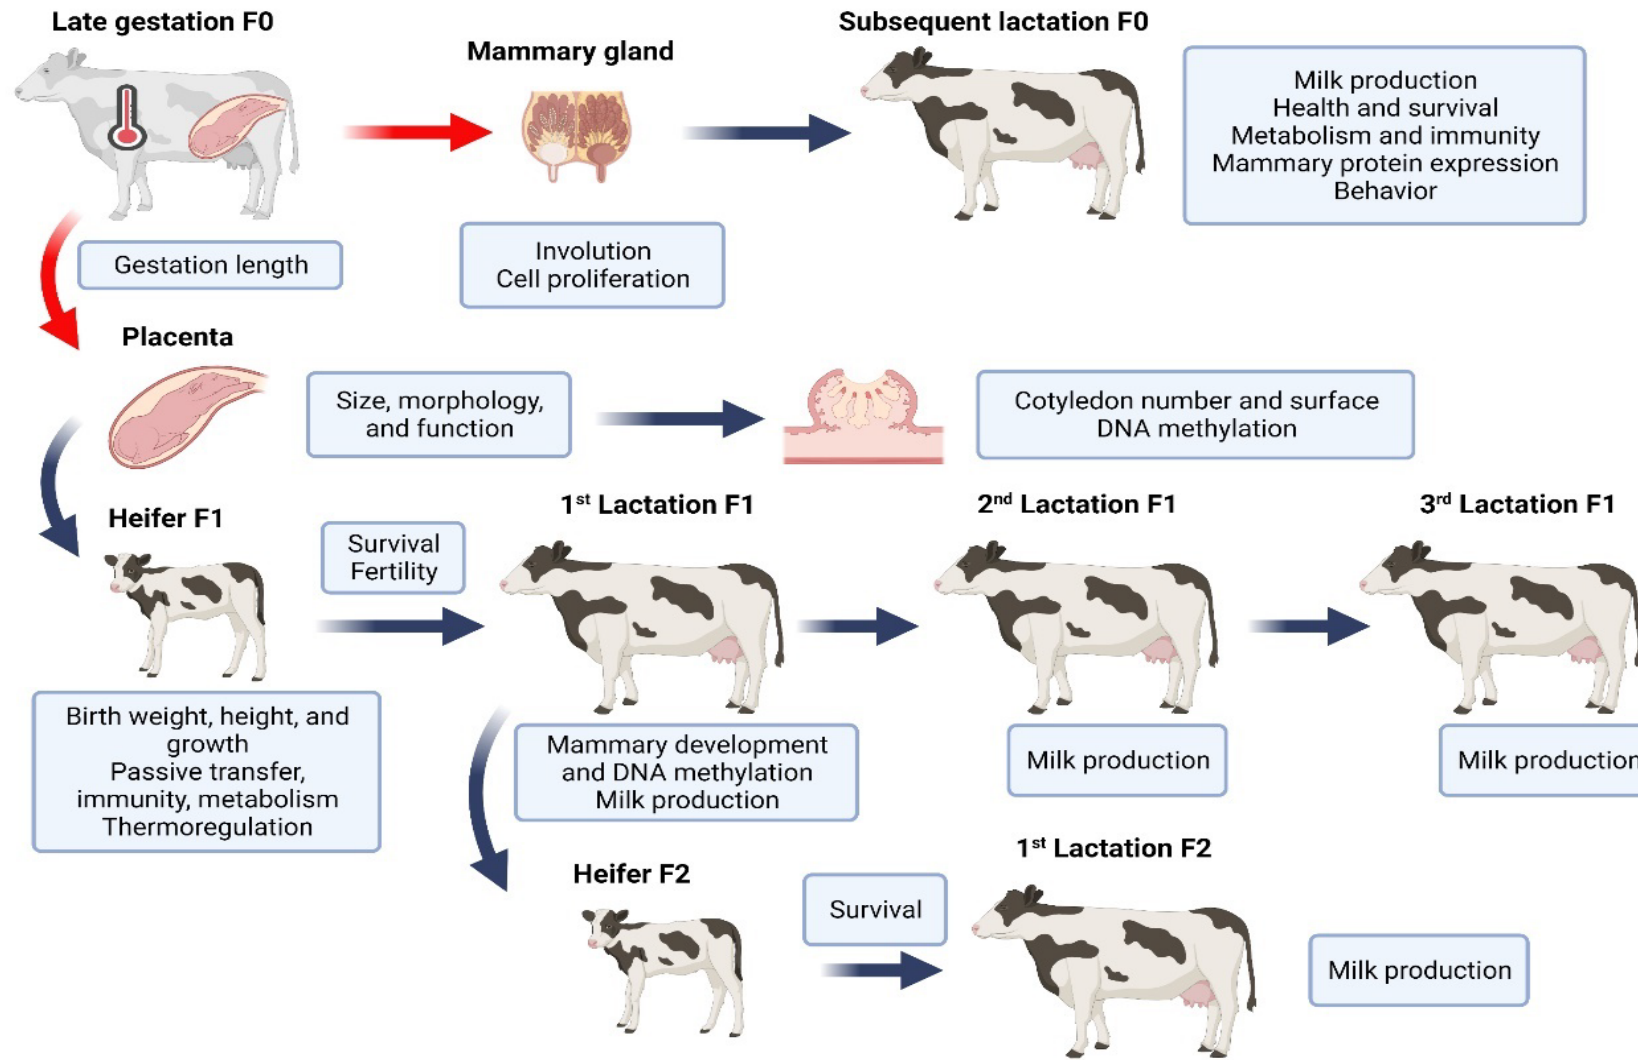 Late gestation F0
Mammary gland
Subsequent lactation F0
Milk production
Health and survival
Metabolism and immunity
Mammary protein expression
Behavior
Gestation length
Involution
Cell proliferation
Placenta
Size, morphology,
and function
Cotyledon number and surface
DNA methylation
Heifer F1
Survival
Fertility
1st Lactation F1
2nd Lactation F1
3rd Lactation F1
Birth weight, height, and
growth
Passive transfer,
immunity, metabolism
Thermoregulation
Mammary development
and DNA methylation
Milk production
Milk production
Milk production
Heifer F2
Survival
1st Lactation F2
Milk production